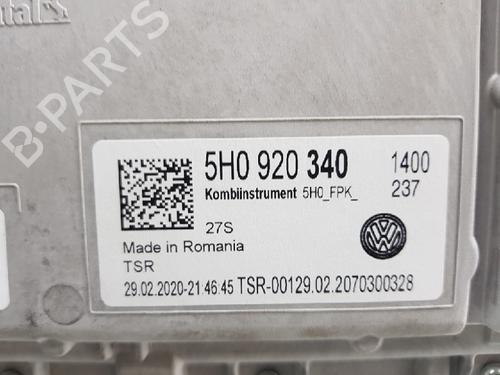 B-PARTS
5H0 920 340 1400
Kombiinstrument 5H0_FPK_ 237
27S
Made in Romania
TSR
29.02.2020-21:46:45 TSR-00129.02.2070300328